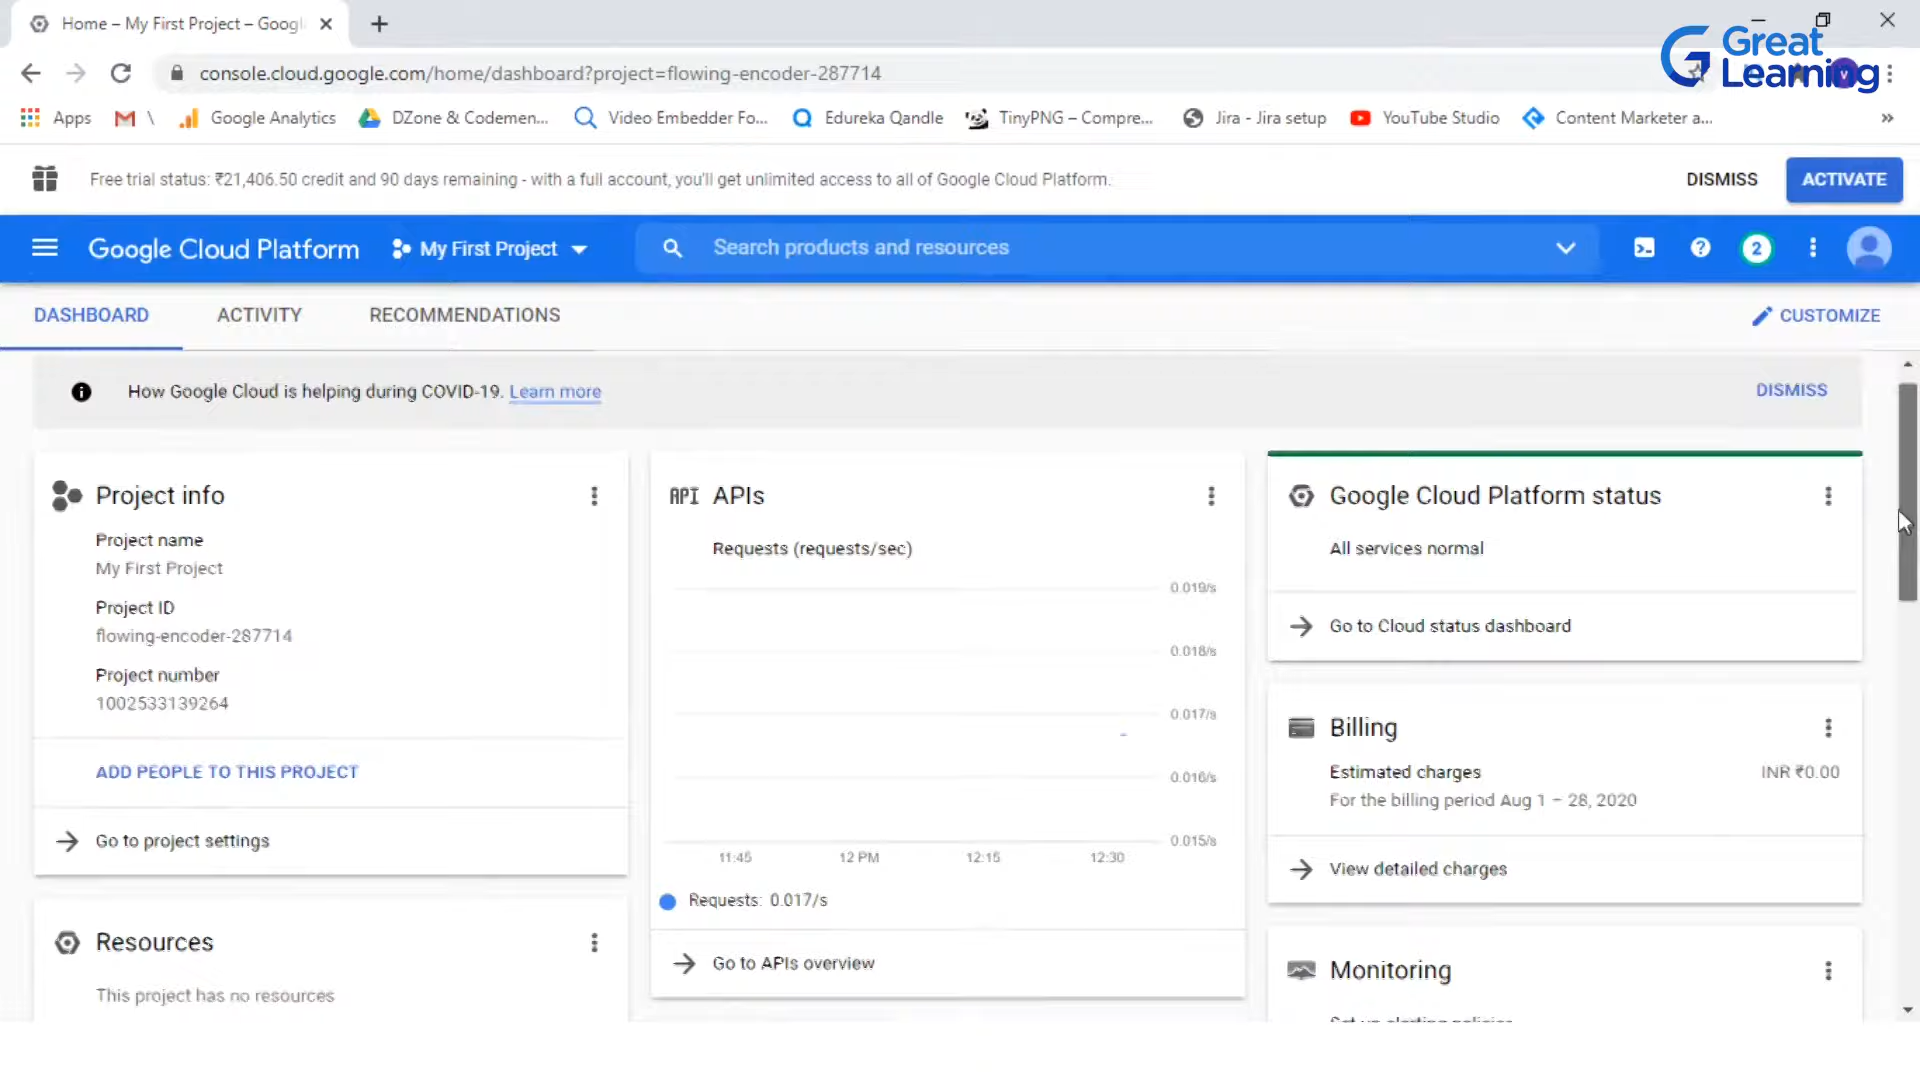 Home – My First Project – Googl
Great Learning
console.cloud.google.com/home/dashboard?project=flowing-encoder-287714
Apps
\
Google Analytics
DZone & Codemen...
Video Embedder Fo...
Edureka Qandle
TinyPNG – Compre...
Jira - Jira setup
YouTube Studio
Content Marketer a...
»
Free trial status: ₹21,406.50 credit and 90 days remaining - with a full account, you'll get unlimited access to all of Google Cloud Platform.
DISMISS
ACTIVATE
Google Cloud Platform
My First Project
Search products and resources
2
DASHBOARD
ACTIVITY
RECOMMENDATIONS
CUSTOMIZE
How Google Cloud is helping during COVID-19. Learn more
DISMISS
Project info
Project name
My First Project
Project ID
flowing-encoder-287714
Project number
1002533139264
ADD PEOPLE TO THIS PROJECT
Go to project settings
Resources
This project has no resources
API APIs
Requests (requests/sec)
0.019/s
0.018/s
0.017/s
0.016/s
0.015/s
11:45
12 PM
12:15
12:30
Requests: 0.017/s
Go to APIs overview
Google Cloud Platform status
All services normal
Go to Cloud status dashboard
Billing
Estimated charges
INR ₹0.00
For the billing period Aug 1 – 28, 2020
View detailed charges
Monitoring